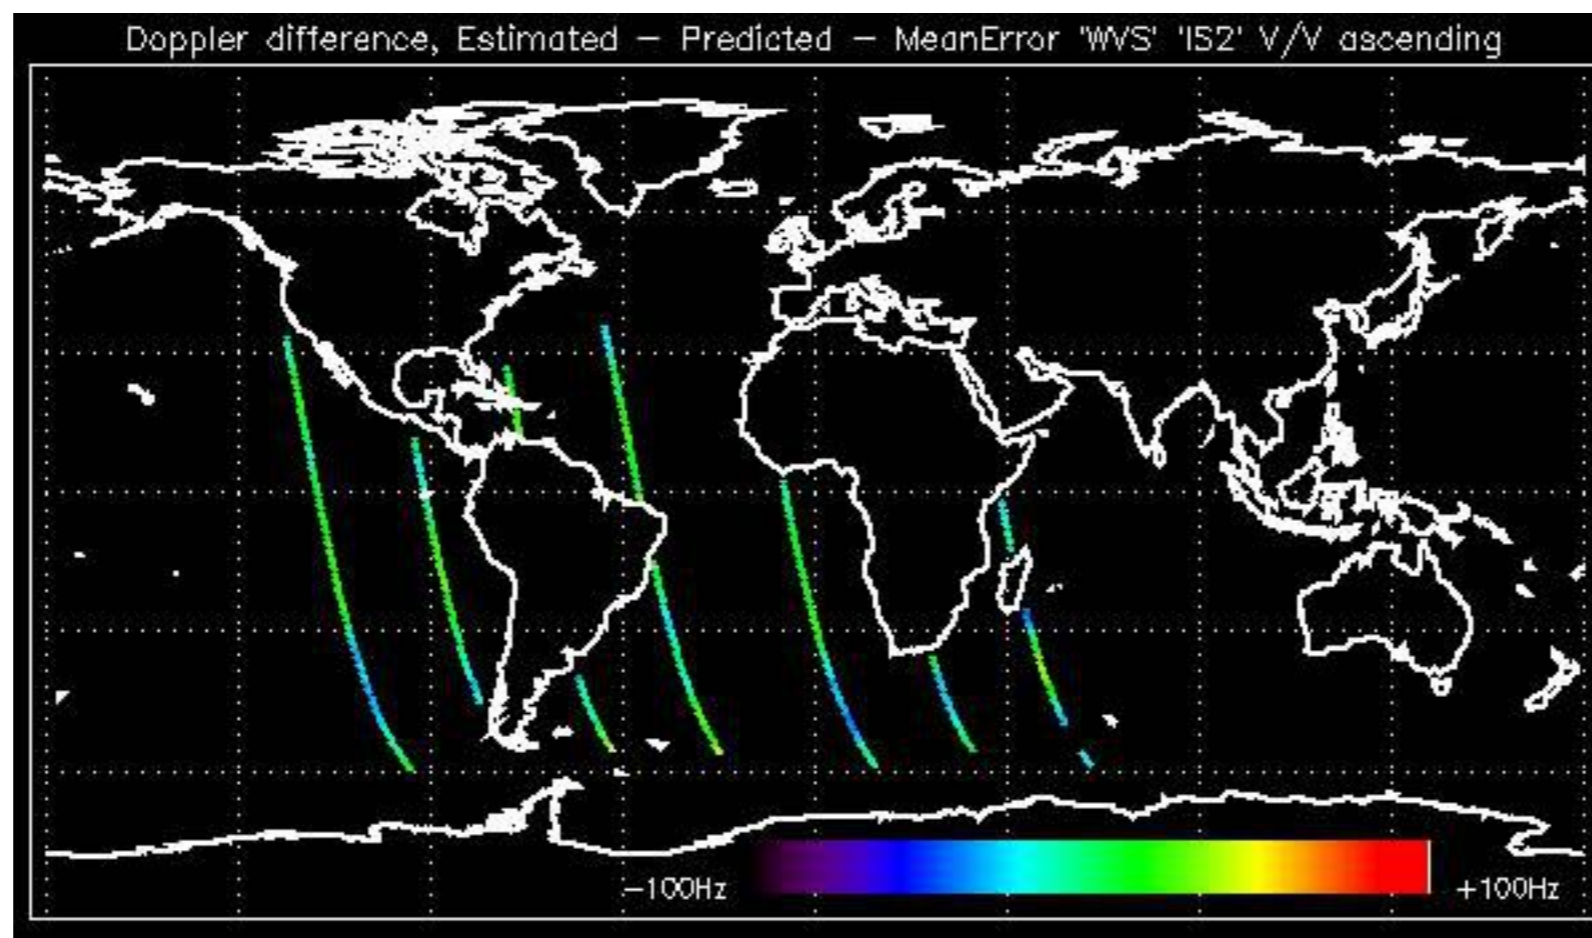 Doppler difference, Estimated – Predicted – MeanError 'WVS' 'IS2' V/V ascending
-100Hz
+100Hz